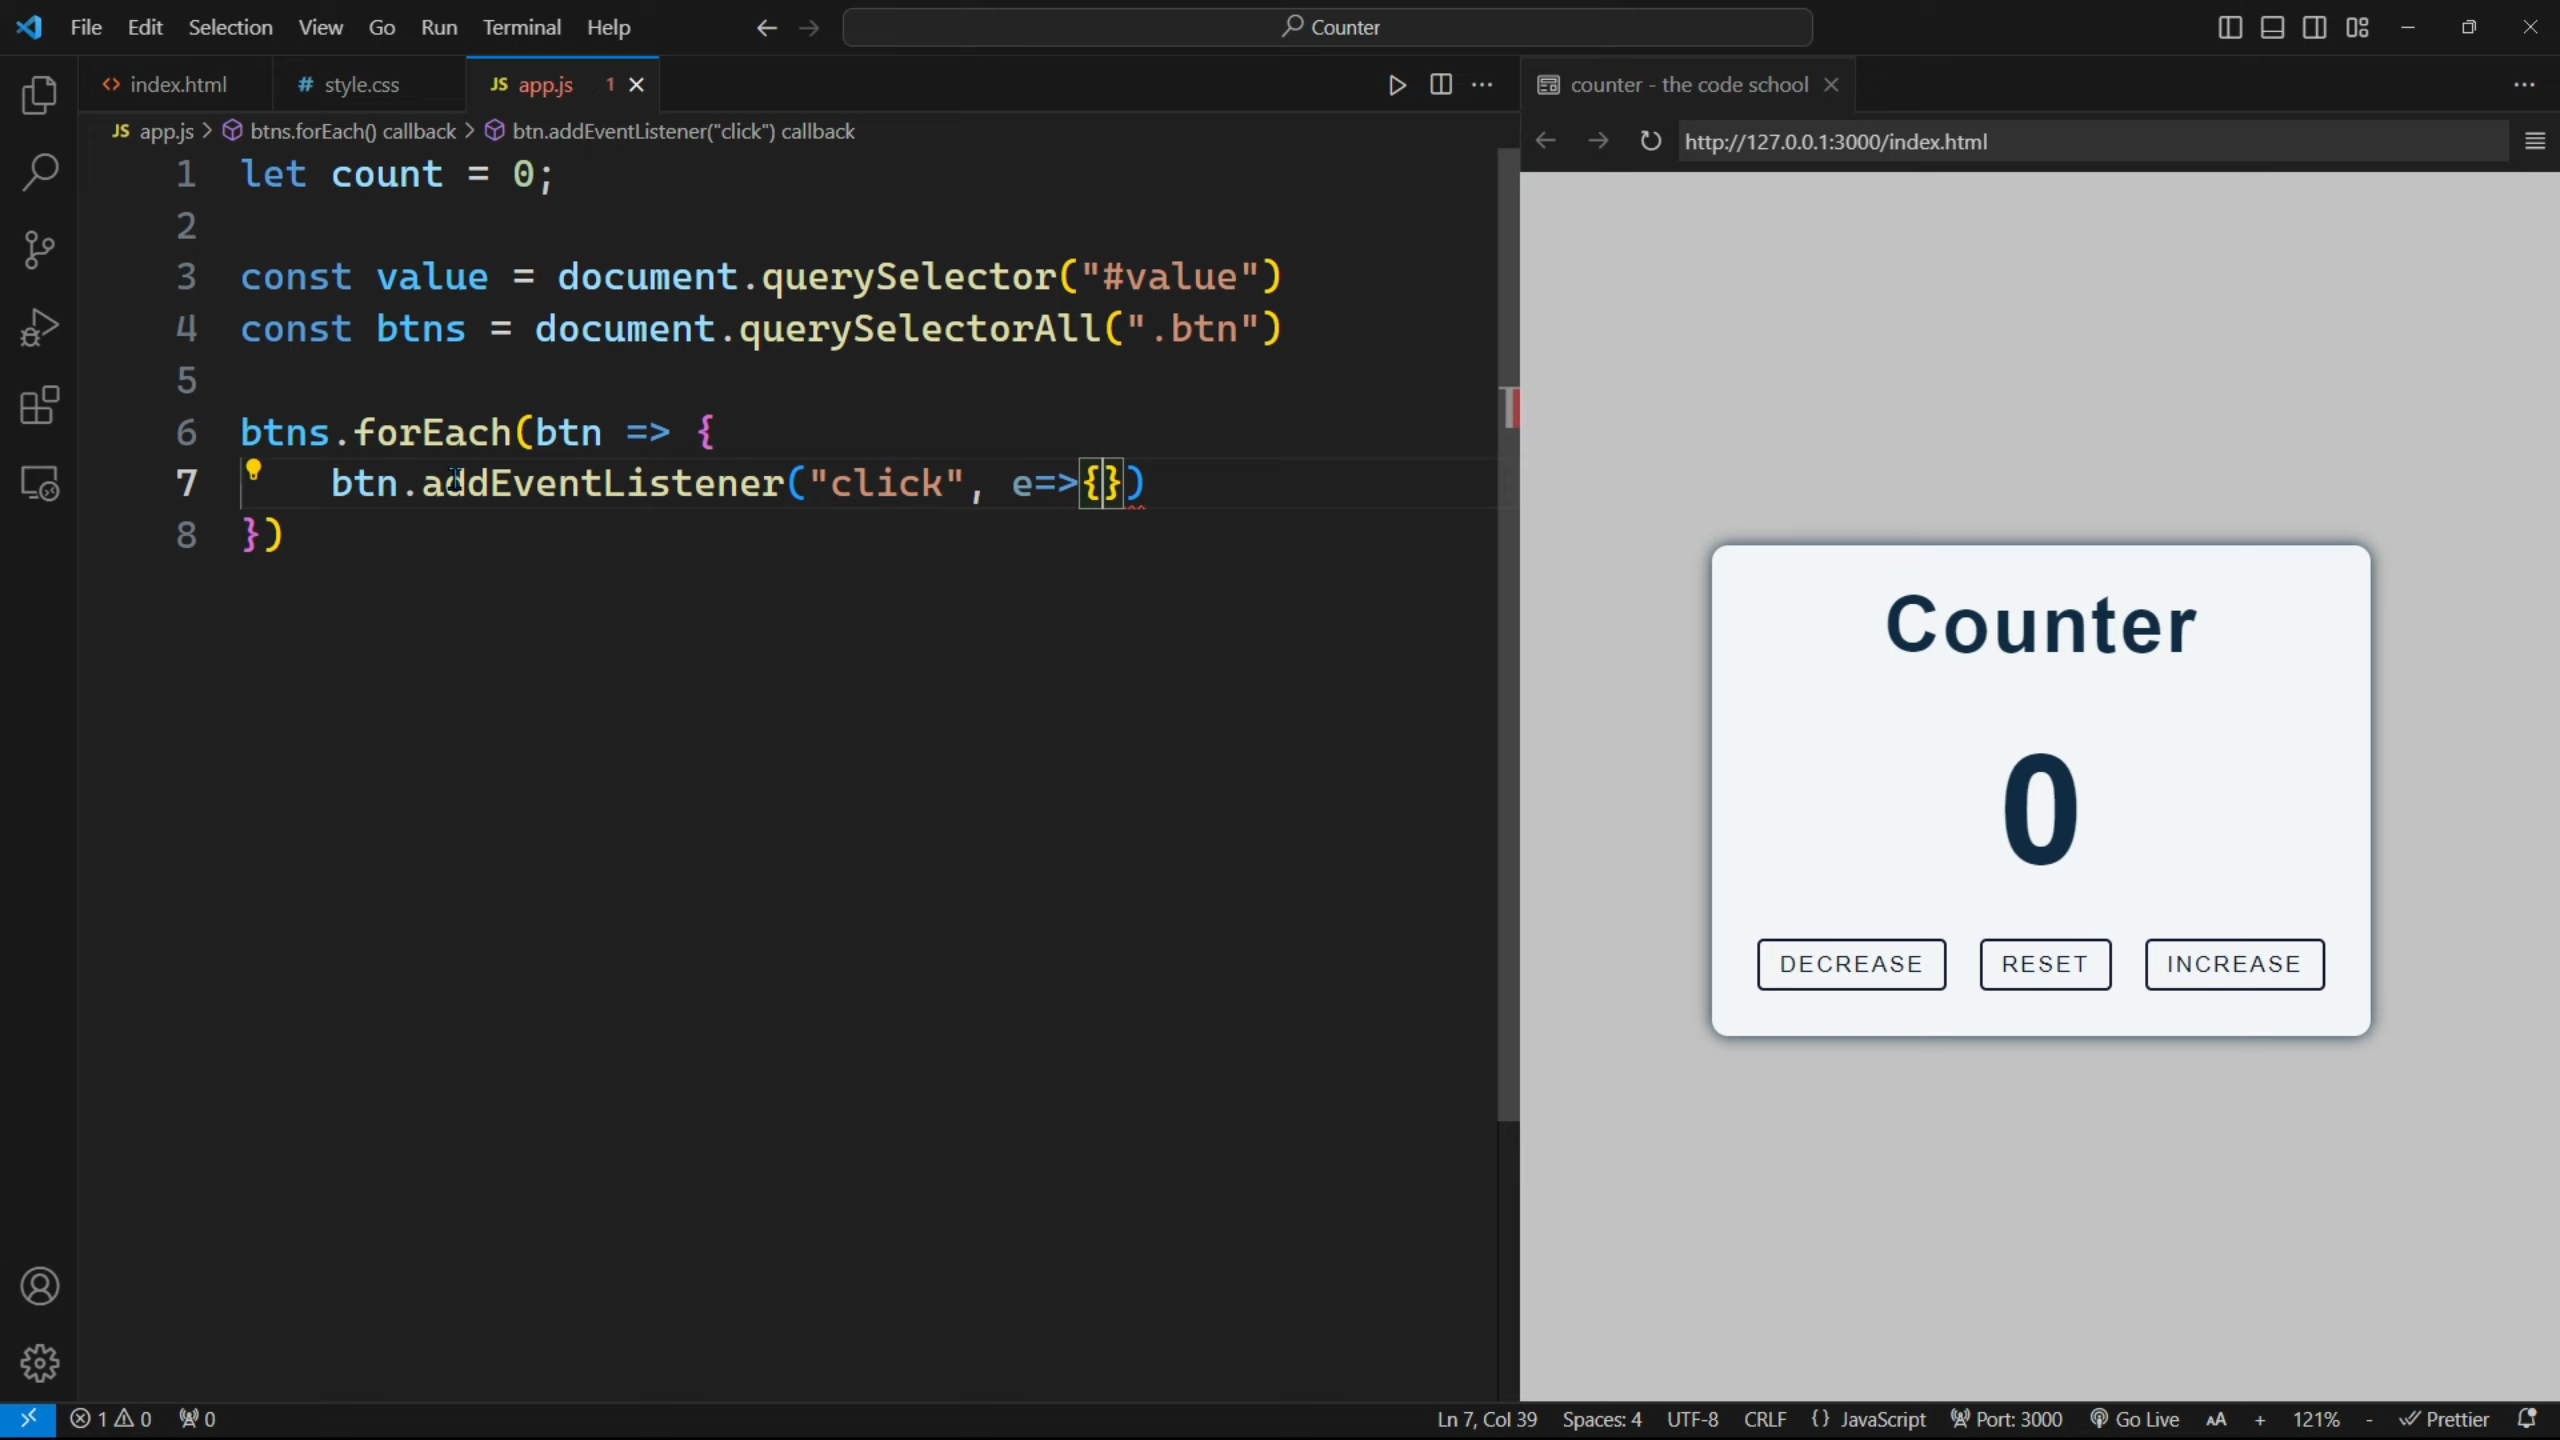 File Edit Selection View Go Run Terminal Help
Counter
index.html
# style.css
JS app.js 1
counter - the code school
JS app.js > btns.forEach() callback > btn.addEventListener("click") callback
http://127.0.0.1:3000/index.html
1 let count = 0;
2
3 const value = document.querySelector("#value")
4 const btns = document.querySelectorAll(".btn")
5
6 btns.forEach(btn => {
7     btn.addEventListener("click", e=>{})
8 })
Counter
0
DECREASE RESET INCREASE
1 0 0
Ln 7, Col 39 Spaces: 4 UTF-8 CRLF {} JavaScript Port: 3000 Go Live AA + 121% - Prettier